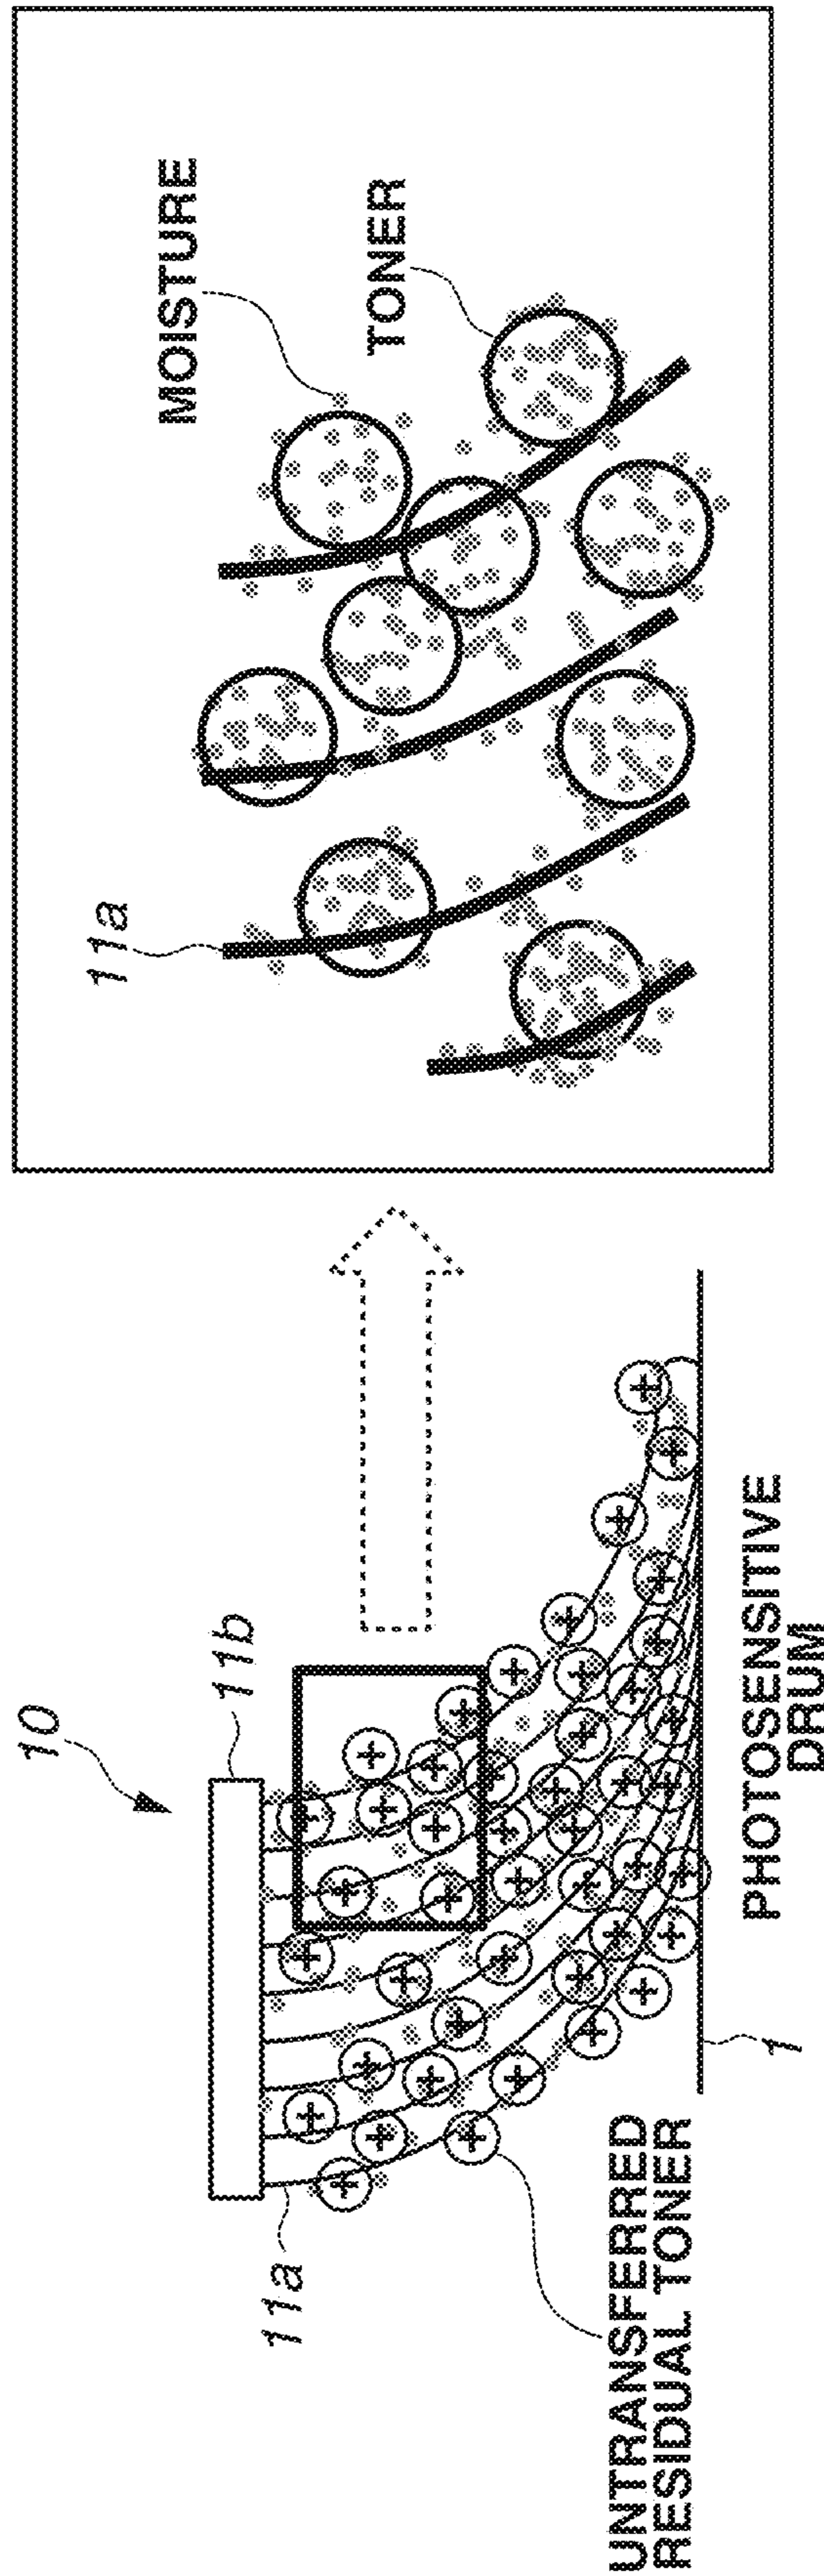 10
11b
11a
UNTRANSFERRED
RESIDUAL TONER
1
PHOTOSENSITIVE
DRUM
11a
MOISTURE
TONER